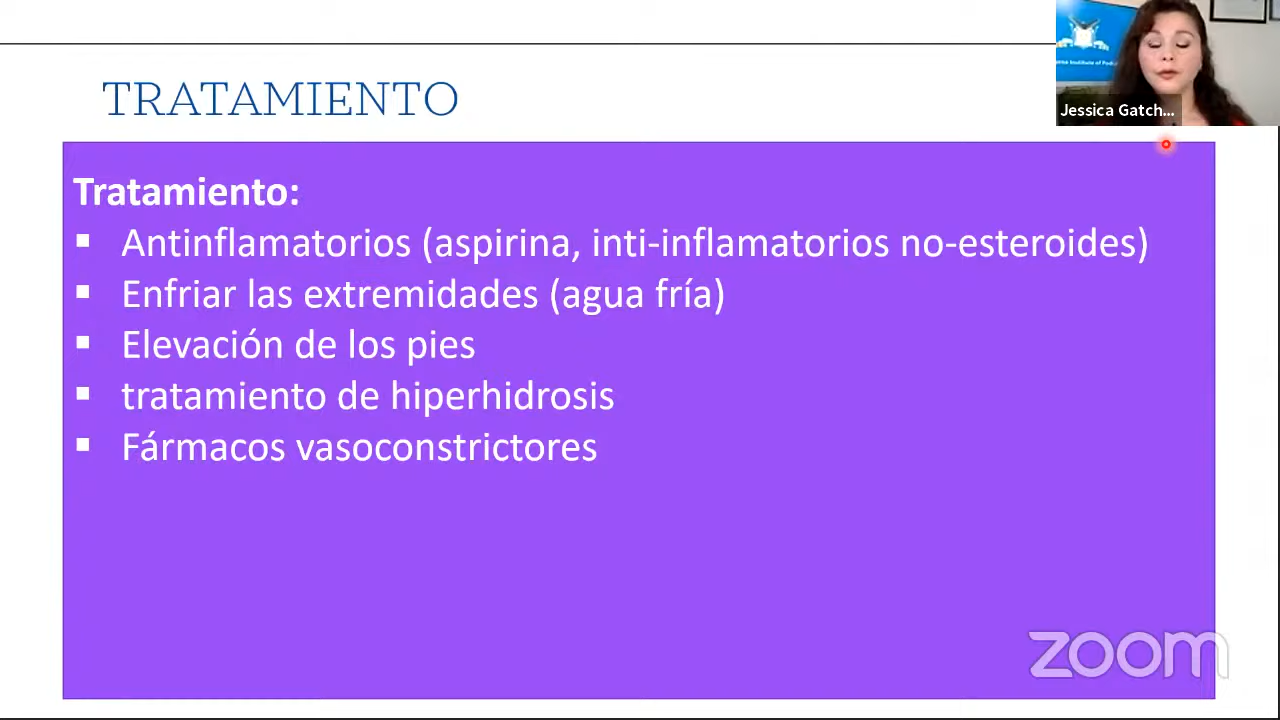 TRATAMIENTO
Jessica Gatch...
Tratamiento:
▪ Antinflamatorios (aspirina, inti-inflamatorios no-esteroides)
▪ Enfriar las extremidades (agua fría)
▪ Elevación de los pies
▪ tratamiento de hiperhidrosis
▪ Fármacos vasoconstrictores
zoom